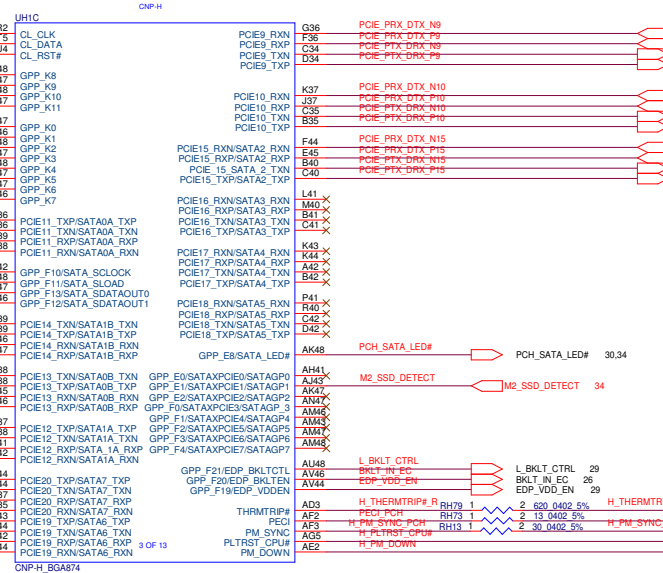 CNP-H
UH1C
CL_CLK
CL_DATA
CL_RST#
GPP_K8
GPP_K9
GPP_K10
GPP_K11
GPP_K0
GPP_K1
GPP_K2
GPP_K3
GPP_K4
GPP_K5
GPP_K6
GPP_K7
PCIE11_TXP/SATA0A_TXP
PCIE11_TXN/SATA0A_TXN
PCIE11_RXP/SATA0A_RXP
PCIE11_RXN/SATA0A_RXN
GPP_F10/SATA_SCLOCK
GPP_F11/SATA_SLOAD
GPP_F13/SATA_SDATAOUT0
GPP_F12/SATA_SDATAOUT1
PCIE14_TXN/SATA1B_TXN
PCIE14_TXP/SATA1B_TXP
PCIE14_RXN/SATA1B_RXN
PCIE14_RXP/SATA1B_RXP
PCIE13_TXN/SATA0B_TXN
PCIE13_TXP/SATA0B_TXP
PCIE13_RXN/SATA0B_RXN
PCIE13_RXP/SATA0B_RXP
PCIE12_TXP/SATA1A_TXP
PCIE12_TXN/SATA1A_TXN
PCIE12_RXP/SATA_1A_RXP
PCIE12_RXN/SATA1A_RXN
PCIE20_TXP/SATA7_TXP
PCIE20_TXN/SATA7_TXN
PCIE20_RXP/SATA7_RXP
PCIE20_RXN/SATA7_RXN
PCIE19_TXP/SATA6_TXP
PCIE19_TXN/SATA6_TXN
PCIE19_RXP/SATA6_RXP
PCIE19_RXN/SATA6_RXN
3 OF 13
CNP-H_BGA874
PCIE9_RXN G36 PCIE_PRX_DTX_N9
PCIE9_RXP F36 PCIE_PRX_DTX_P9
PCIE9_TXN C34 PCIE_PTX_DRX_N9
PCIE9_TXP D34 PCIE_PTX_DRX_P9
PCIE10_RXN K37 PCIE_PRX_DTX_N10
PCIE10_RXP J37 PCIE_PRX_DTX_P10
PCIE10_TXN C35 PCIE_PTX_DRX_N10
PCIE10_TXP B35 PCIE_PTX_DRX_P10
PCIE15_RXN/SATA2_RXN F44 PCIE_PRX_DTX_N15
PCIE15_RXP/SATA2_RXP E45 PCIE_PRX_DTX_P15
PCIE_15_SATA_2_TXN B40 PCIE_PTX_DRX_N15
PCIE15_TXP/SATA2_TXP C40 PCIE_PTX_DRX_P15
PCIE16_RXN/SATA3_RXN L41
PCIE16_RXP/SATA3_RXP M40
PCIE16_TXN/SATA3_TXN B41
PCIE16_TXP/SATA3_TXP C41
PCIE17_RXN/SATA4_RXN K43
PCIE17_RXP/SATA4_RXP K44
PCIE17_TXN/SATA4_TXN A42
PCIE17_TXP/SATA4_TXP B42
PCIE18_RXN/SATA5_RXN P41
PCIE18_RXP/SATA5_RXP R40
PCIE18_TXN/SATA5_TXN C42
PCIE18_TXP/SATA5_TXP D42
GPP_E8/SATA_LED# AK48 PCH_SATA_LED# PCH_SATA_LED# 30,34
GPP_E0/SATAXPCIE0/SATAGP0 AH41
GPP_E1/SATAXPCIE1/SATAGP1 AJ43 M2_SSD_DETECT M2_SSD_DETECT 34
GPP_E2/SATAXPCIE2/SATAGP2 AK47
GPP_F0/SATAXPCIE3/SATAGP_3 AN47
GPP_F1/SATAXPCIE4/SATAGP4 AM46
GPP_F2/SATAXPCIE5/SATAGP5 AM43
GPP_F3/SATAXPCIE6/SATAGP6 AM47
GPP_F4/SATAXPCIE7/SATAGP7 AM48
GPP_F21/EDP_BKLTCTL AU48 L_BKLT_CTRL L_BKLT_CTRL 29
GPP_F20/EDP_BKLTEN AV46 BKLT_IN_EC BKLT_IN_EC 26
GPP_F19/EDP_VDDEN AV44 EDP_VDD_EN EDP_VDD_EN 29
THRMTRIP# AD3 H_THERMTRIP#_R RH79 1 2 620_0402_5% H_THERMTR
PECI AF2 PECI_PCH RH73 1 2 13_0402_5%
PM_SYNC AF3 H_PM_SYNC_PCH RH13 1 2 30_0402_5% H_PM_SYNC
PLTRST_CPU# AG5 H_PLTRST_CPU#
PM_DOWN AE2 H_PM_DOWN